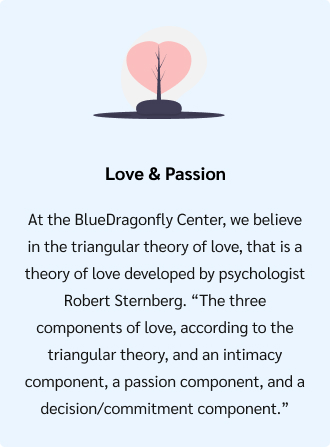 Love & Passion
At the BlueDragonfly Center, we believe
in the triangular theory of love, that is a
theory of love developed by psychologist
Robert Sternberg. “The three
components of love, according to the
triangular theory, and an intimacy
component, a passion component, and a
decision/commitment component.”